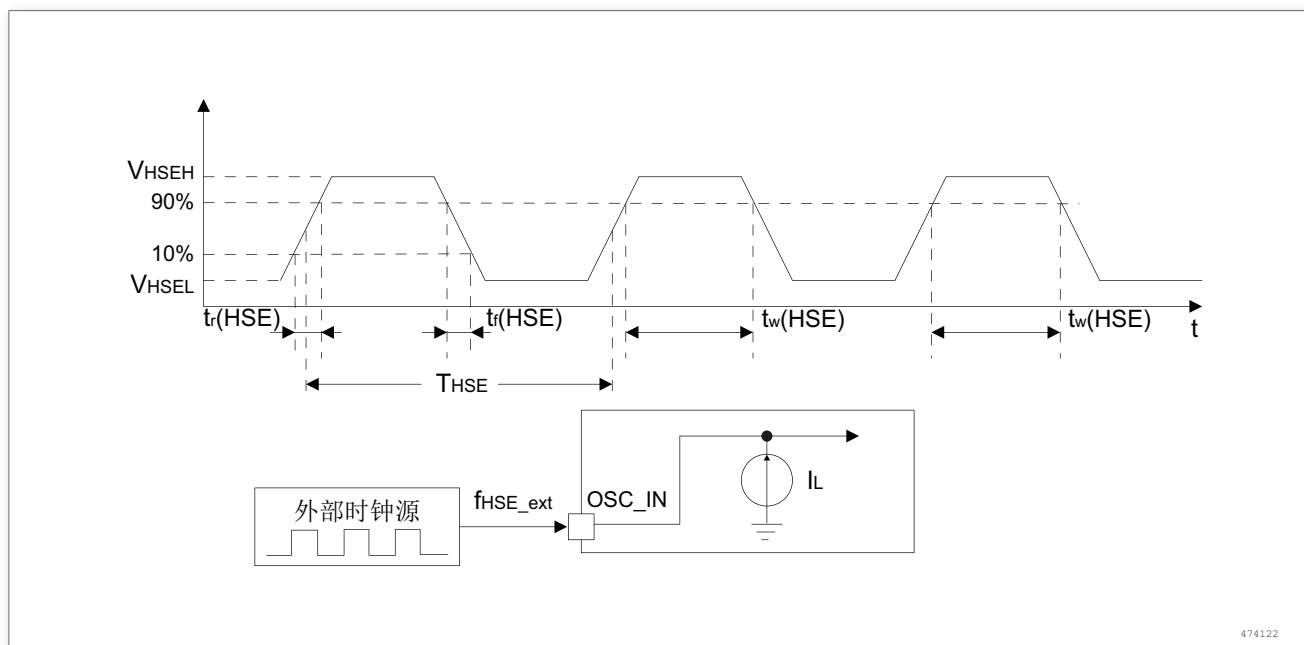 VHSEH
90%
10%
VHSEL
tr(HSE)
tf(HSE)
tw(HSE)
tw(HSE)
t
THSE
外部时钟源
fHSE_ext
OSC_IN
IL
474122